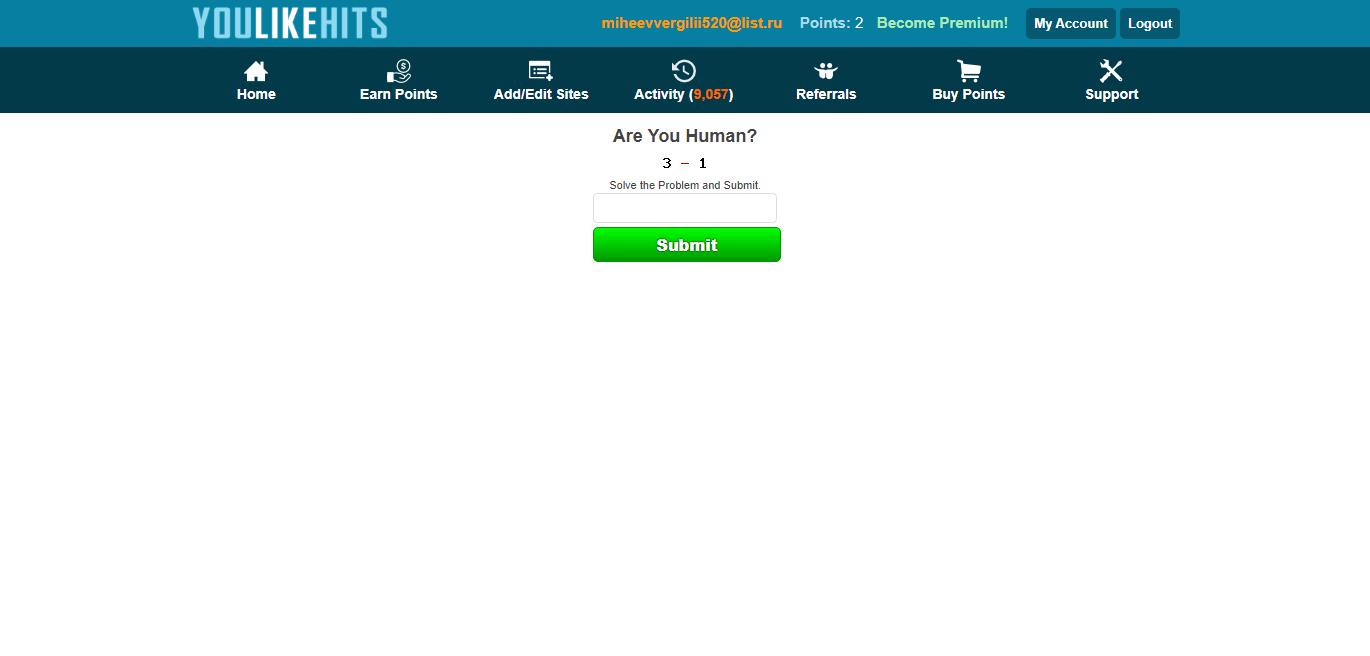 YOULIKEHITS
miheevvergilii520@list.ru Points: 2 Become Premium! My Account Logout
Home Earn Points Add/Edit Sites Activity (9,057) Referrals Buy Points Support
Are You Human?
3 - 1
Solve the Problem and Submit.
Submit